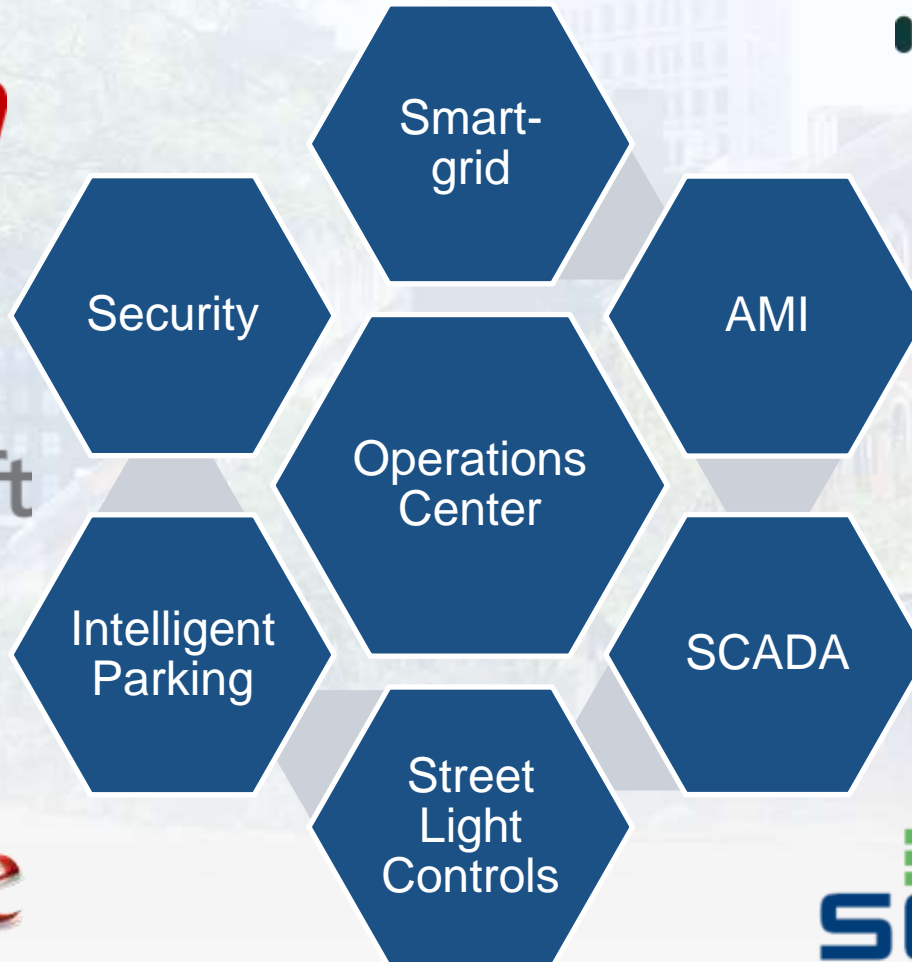 Smart-
grid
Security
AMI
Operations
Center
Intelligent
Parking
SCADA
Street
Light
Controls